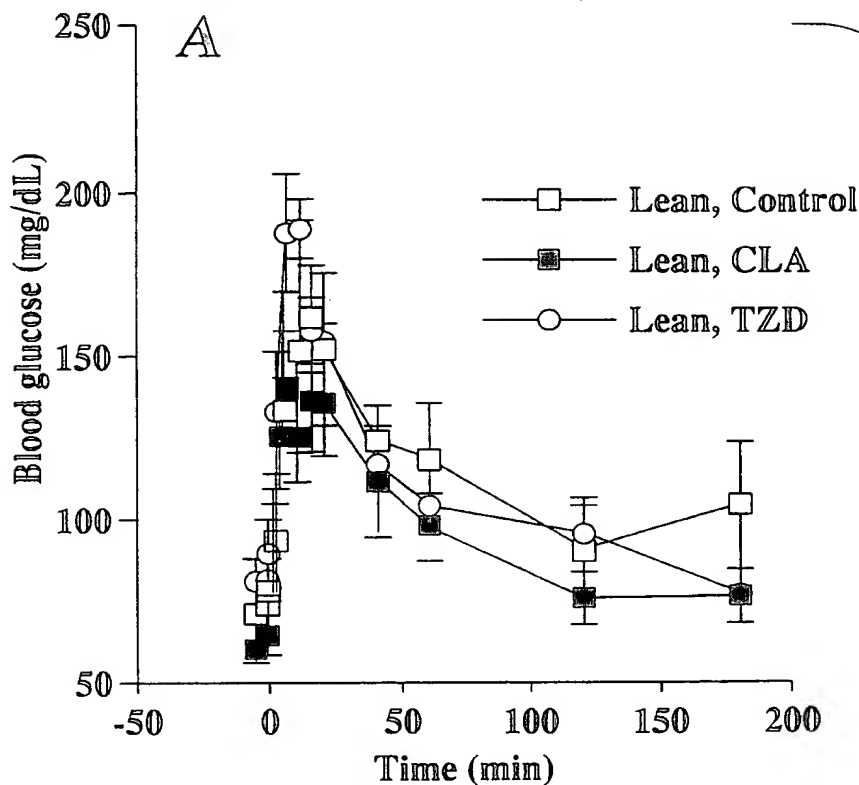 A
250
200
150
100
50
Blood glucose (mg/dL)
Lean, Control
Lean, CLA
Lean, TZD
-50 0 50 100 150 200
Time (min)